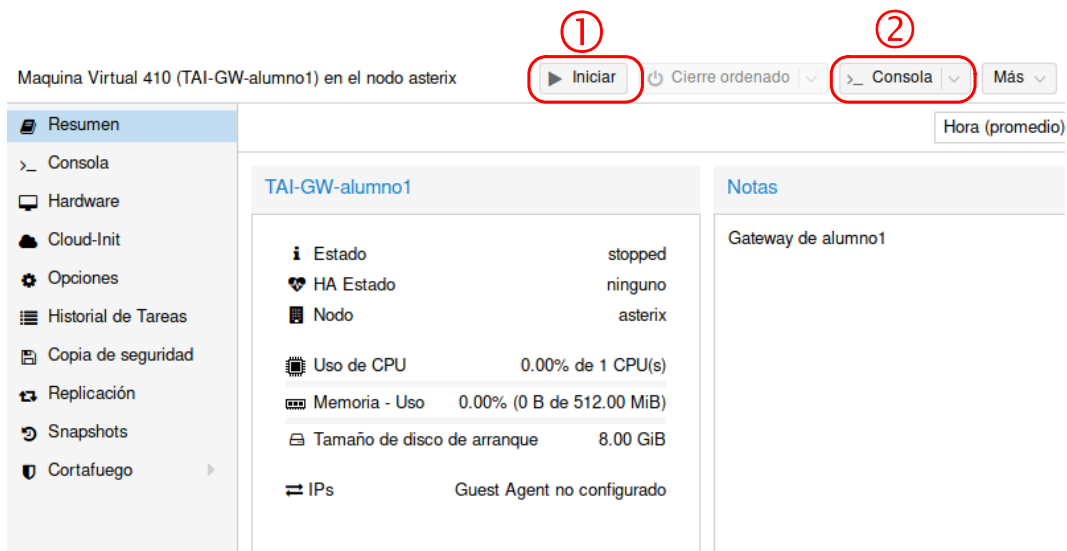 ① ②
Maquina Virtual 410 (TAI-GW-alumno1) en el nodo asterix Iniciar Cierre ordenado >_ Consola Más
Resumen
Hora (promedio)
>_ Consola
Hardware
Cloud-Init
Opciones
Historial de Tareas
Copia de seguridad
Replicación
Snapshots
Cortafuego
TAI-GW-alumno1
Estado stopped
HA Estado ninguno
Nodo asterix
Uso de CPU 0.00% de 1 CPU(s)
Memoria - Uso 0.00% (0 B de 512.00 MiB)
Tamaño de disco de arranque 8.00 GiB
IPs Guest Agent no configurado
Notas
Gateway de alumno1